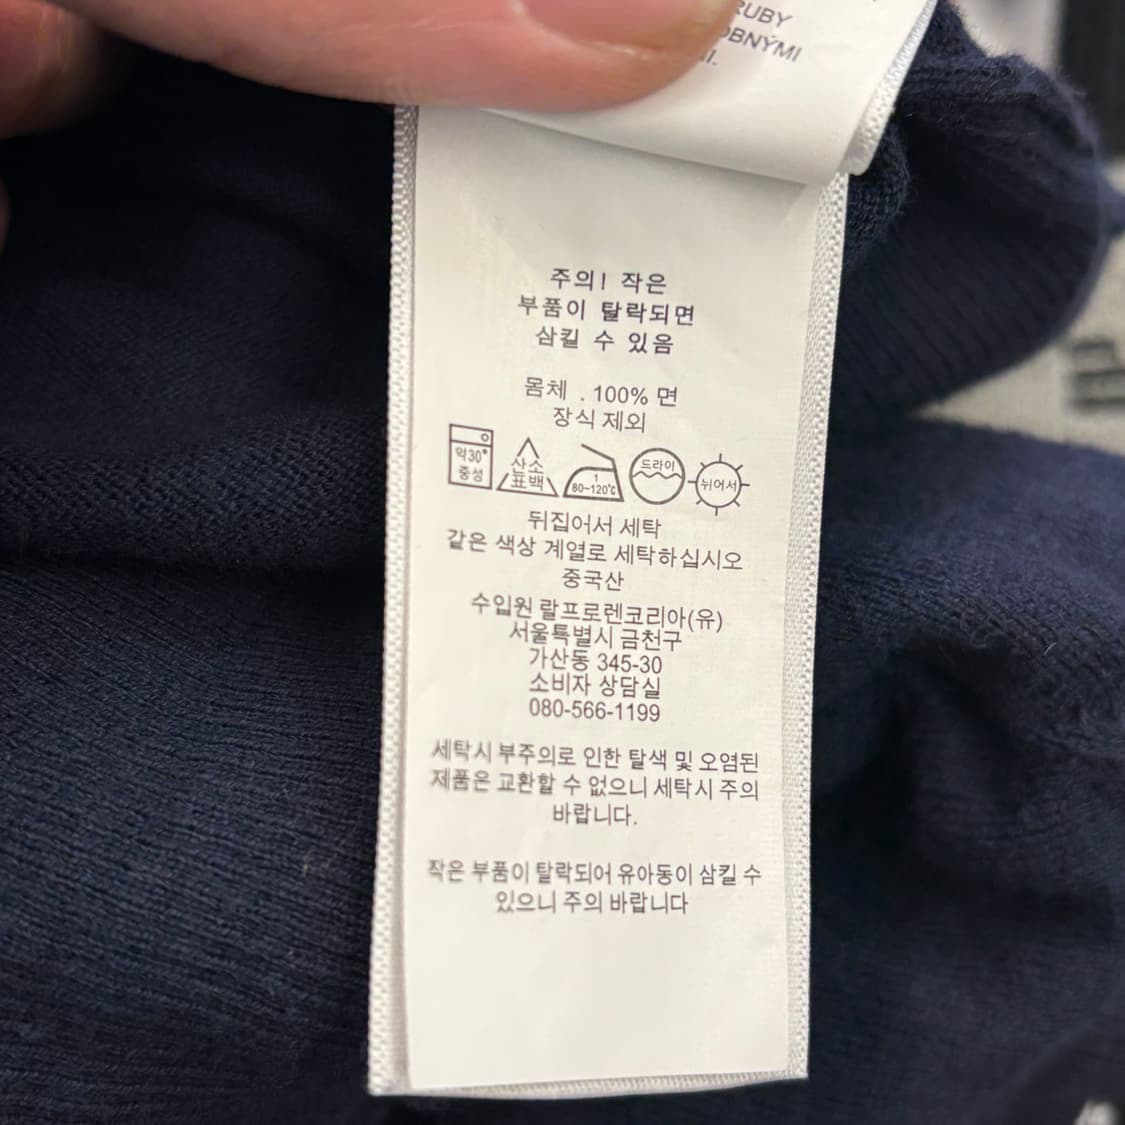 RUBY
OBNÝMI
주의! 작은
부품이 탈락되면
삼킬 수 있음
몸체 . 100% 면
장식 제외
약30° 중성
산소 표백
1 80~120℃
드라이
뉘어서
뒤집어서 세탁
같은 색상 계열로 세탁하십시오
중국산
수입원 랄프로렌코리아(유)
서울특별시 금천구
가산동 345-30
소비자 상담실
080-566-1199
세탁시 부주의로 인한 탈색 및 오염된
제품은 교환할 수 없으니 세탁시 주의
바랍니다.
작은 부품이 탈락되어 유아동이 삼킬 수
있으니 주의 바랍니다